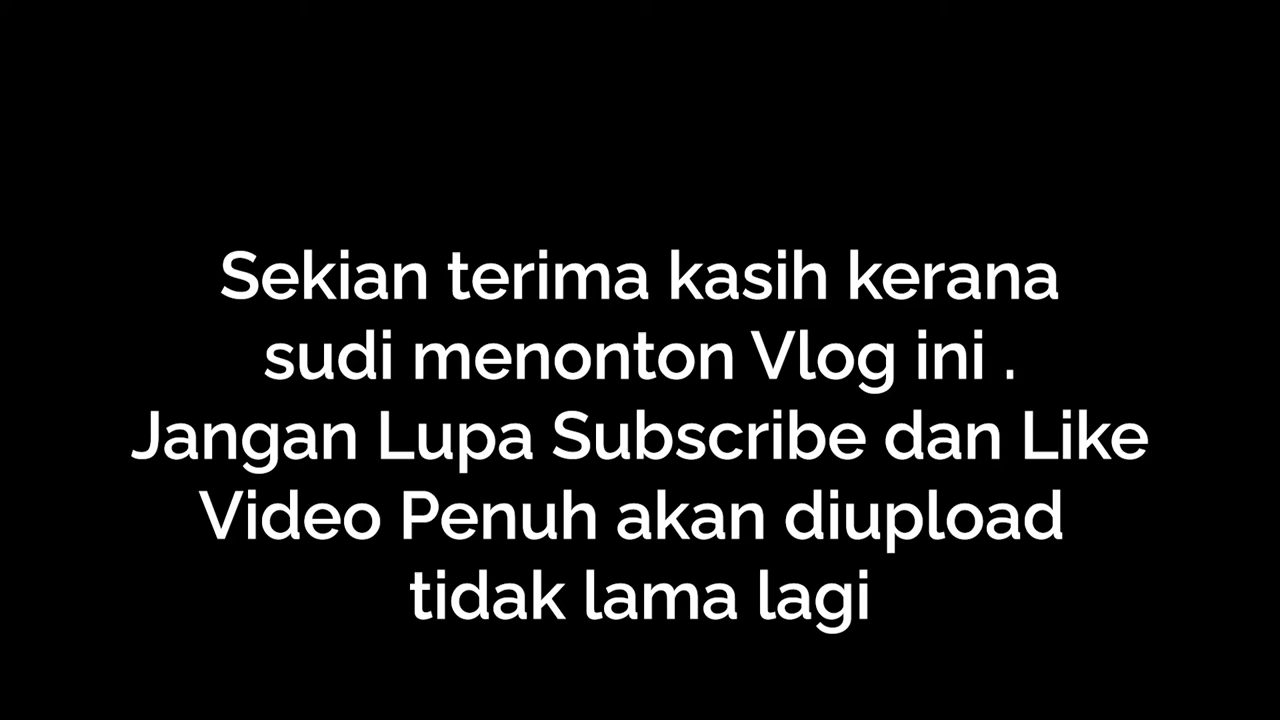 Sekian terima kasih kerana
sudi menonton Vlog ini .
Jangan Lupa Subscribe dan Like
Video Penuh akan diupload
tidak lama lagi